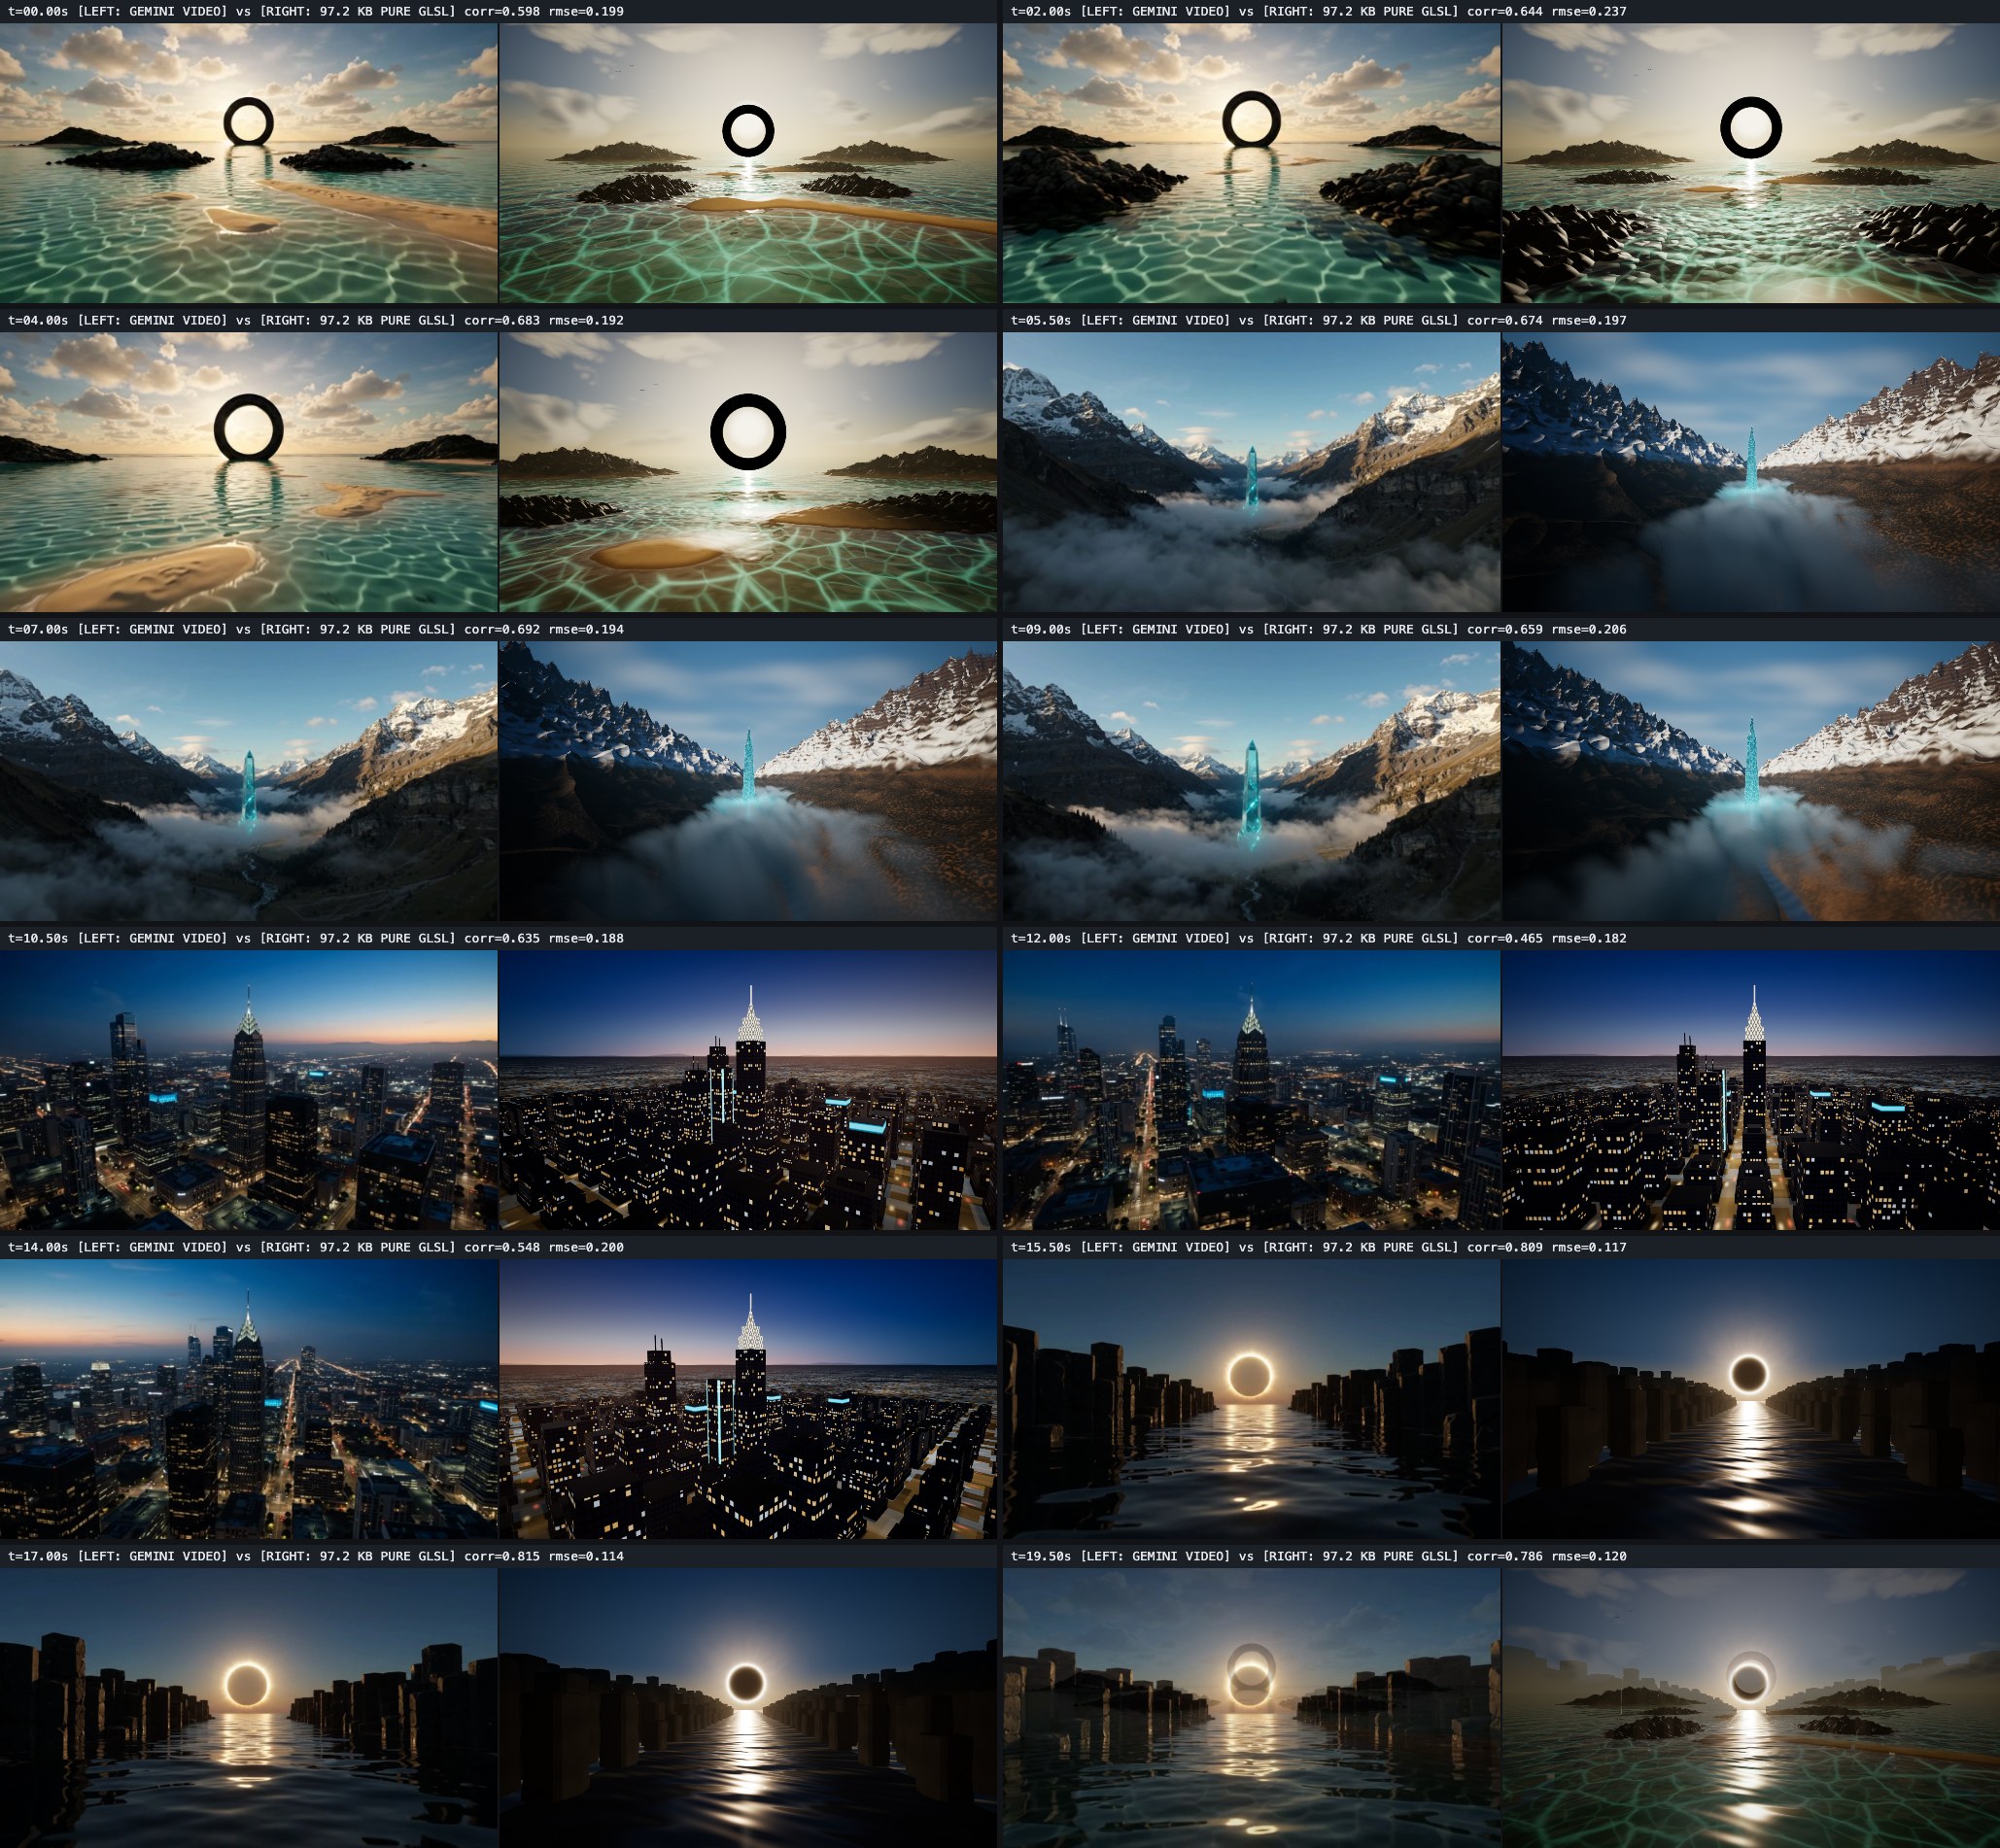 t=00.00s [LEFT: GEMINI VIDEO] vs [RIGHT: 97.2 KB PURE GLSL] corr=0.598 rmse=0.199
t=02.00s [LEFT: GEMINI VIDEO] vs [RIGHT: 97.2 KB PURE GLSL] corr=0.644 rmse=0.237
t=04.00s [LEFT: GEMINI VIDEO] vs [RIGHT: 97.2 KB PURE GLSL] corr=0.683 rmse=0.192
t=05.50s [LEFT: GEMINI VIDEO] vs [RIGHT: 97.2 KB PURE GLSL] corr=0.674 rmse=0.197
t=07.00s [LEFT: GEMINI VIDEO] vs [RIGHT: 97.2 KB PURE GLSL] corr=0.692 rmse=0.194
t=09.00s [LEFT: GEMINI VIDEO] vs [RIGHT: 97.2 KB PURE GLSL] corr=0.659 rmse=0.206
t=10.50s [LEFT: GEMINI VIDEO] vs [RIGHT: 97.2 KB PURE GLSL] corr=0.635 rmse=0.188
t=12.00s [LEFT: GEMINI VIDEO] vs [RIGHT: 97.2 KB PURE GLSL] corr=0.465 rmse=0.182
t=14.00s [LEFT: GEMINI VIDEO] vs [RIGHT: 97.2 KB PURE GLSL] corr=0.548 rmse=0.200
t=15.50s [LEFT: GEMINI VIDEO] vs [RIGHT: 97.2 KB PURE GLSL] corr=0.809 rmse=0.117
t=17.00s [LEFT: GEMINI VIDEO] vs [RIGHT: 97.2 KB PURE GLSL] corr=0.815 rmse=0.114
t=19.50s [LEFT: GEMINI VIDEO] vs [RIGHT: 97.2 KB PURE GLSL] corr=0.786 rmse=0.120